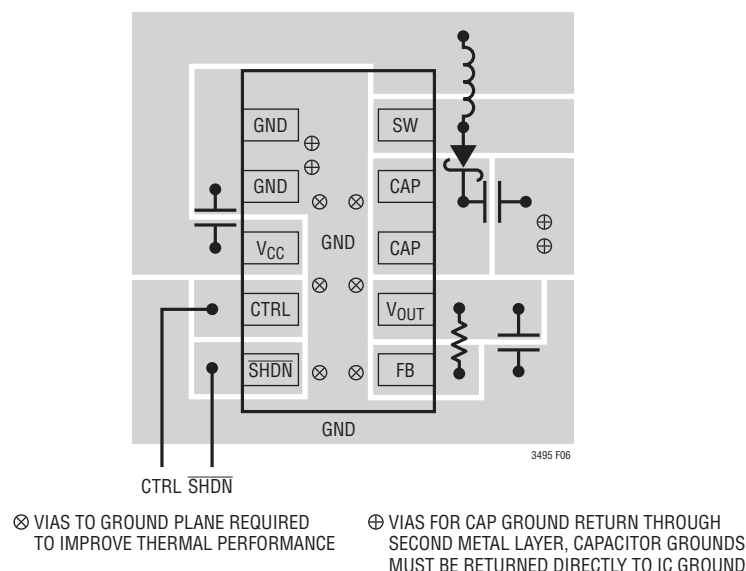 GND
SW
GND
CAP
GND
VCC
CAP
CTRL
VOUT
SHDN
FB
GND
3495 F06
CTRL SHDN
⊗ VIAS TO GROUND PLANE REQUIRED
TO IMPROVE THERMAL PERFORMANCE
⊕ VIAS FOR CAP GROUND RETURN THROUGH
SECOND METAL LAYER, CAPACITOR GROUNDS
MUST BE RETURNED DIRECTLY TO IC GROUND